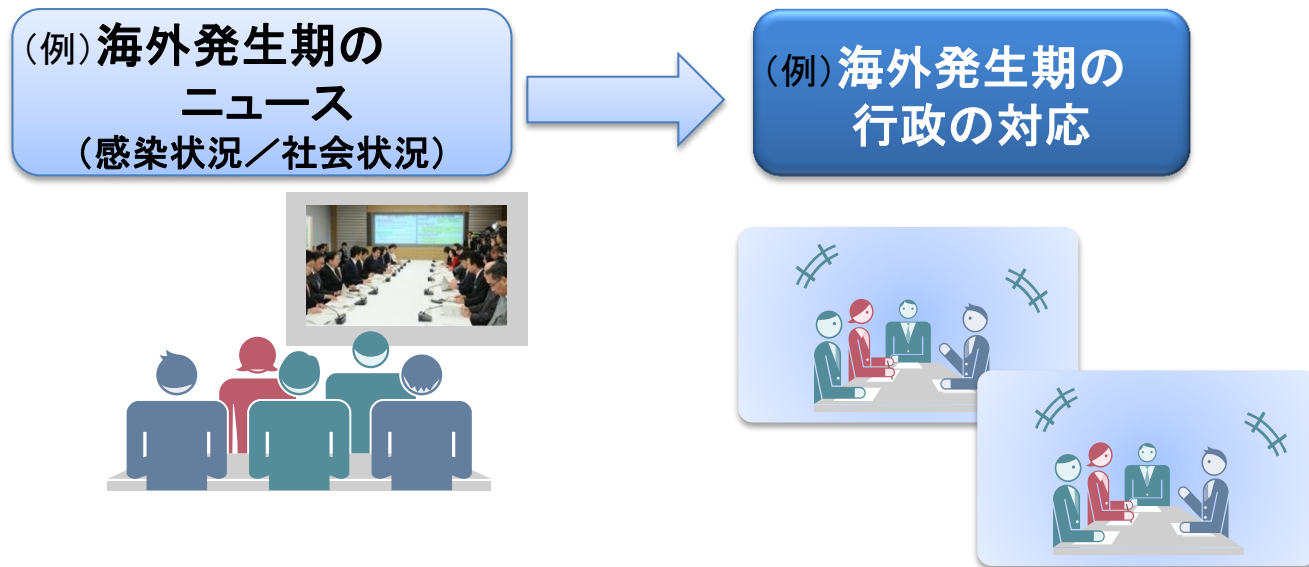 （例）海外発生期の
ニュース
（感染状況／社会状況）
（例）海外発生期の
行政の対応